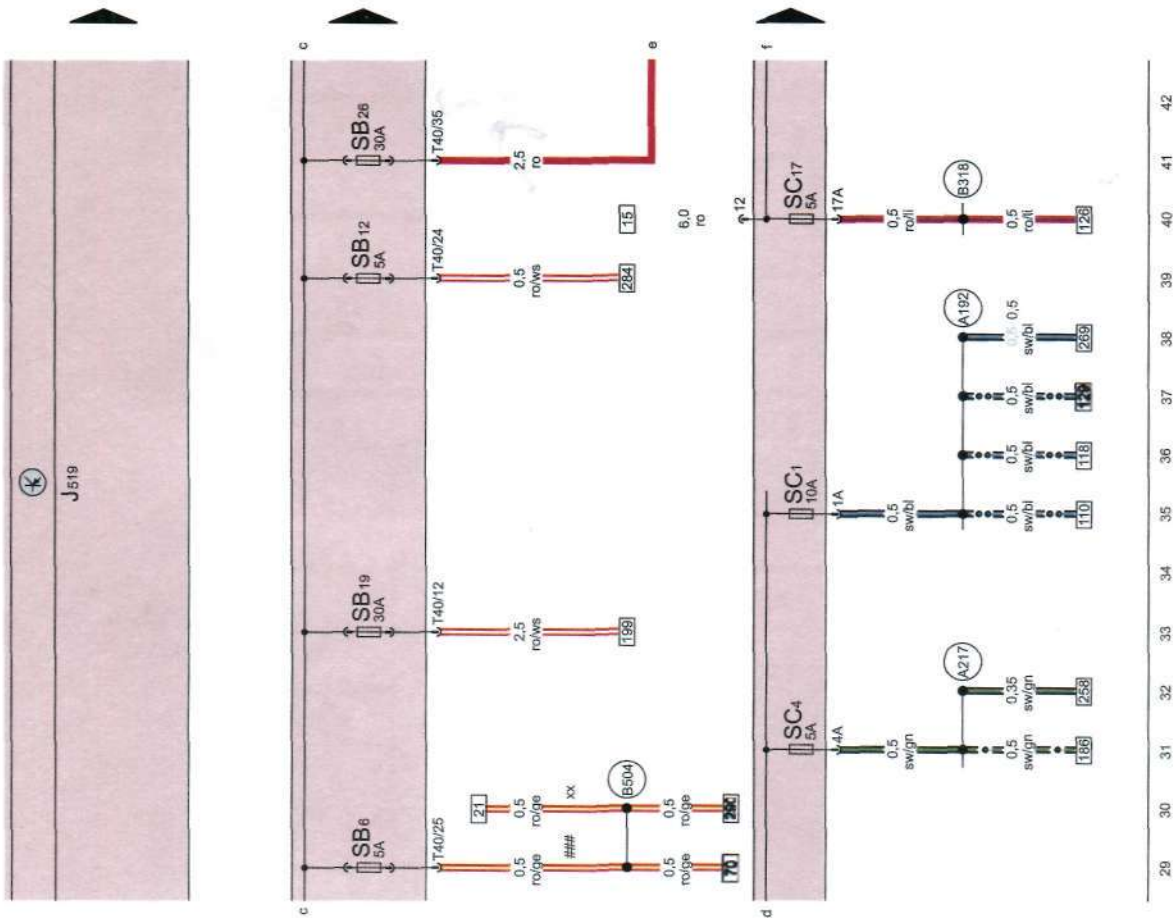 J519
c
c
SB6
5A
SB19
30A
SB12
5A
SB26
30A
T40/25
T40/12
T40/24
T40/35
21
0,5
ro/ge
0,5
ro/ge
2,5
ro/ws
0,5
ro/ws
2,5
ro
###
xx
B504
0,5
ro/ge
0,5
ro/ge
70
199
284
15
e
6,0
ro
12
d
f
SC4
5A
SC1
10A
SC17
5A
4A
1A
17A
0,5
sw/gn
0,5
sw/bl
0,5
ro/li
A217
A192
B318
0,5
sw/gn
0,35
sw/gn
0,5
sw/bl
0,5
sw/bl
0,5
sw/bl
0,5 0,5
sw/bl
0,5
ro/li
186
258
110
118
269
126
29 30 31 32 33 34 35 36 37 38 39 40 41 42